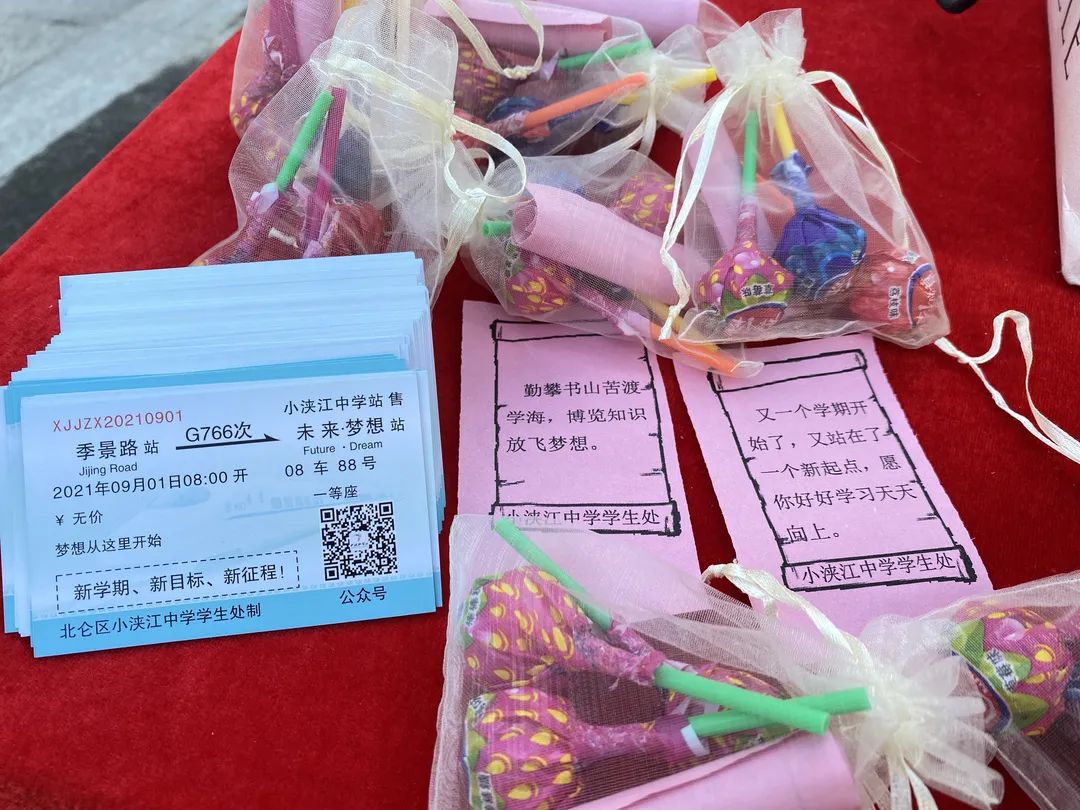 XJJZX20210901
小浃江中学站 售
季景路 站
G766次
未来·梦想 站
Jijing Road
Future · Dream
2021年09月01日08:00 开
08 车 88 号
¥ 无价
一等座
梦想从这里开始
新学期、新目标、新征程!
公众号
北仑区小浃江中学学生处制
勤攀书山苦渡
学海,博览知识
放飞梦想。
小浃江中学学生处
又一个学期开
始了,又站在了
一个新起点,愿
你好好学习天天
向上。
小浃江中学学生处